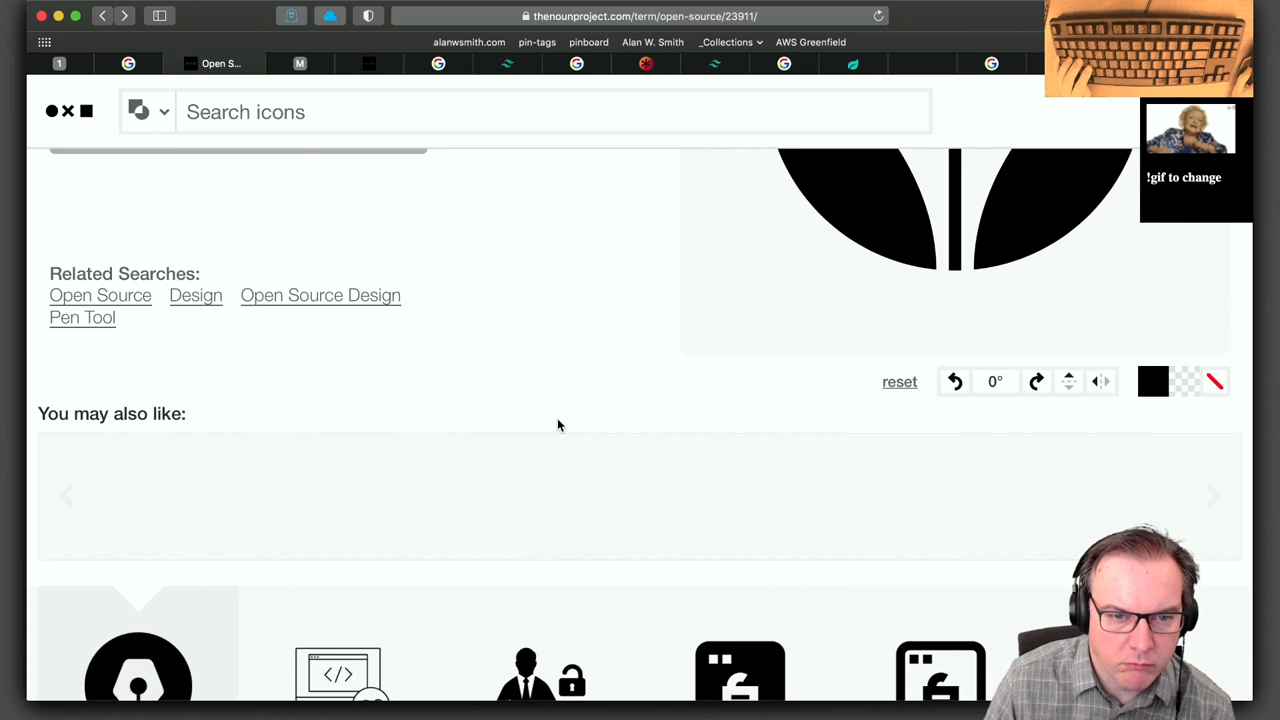 thenounproject.com/term/open-source/23911/
alanwsmith.com pin-tags pinboard Alan W. Smith _Collections AWS Greenfield
1 G Open S... M G G G G
Search icons
!gif to change
Related Searches:
Open Source Design Open Source Design
Pen Tool
reset 0°
You may also like:
</>